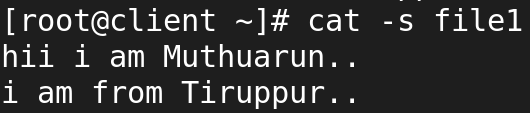 [root@client ~]# cat -s file1
hii i am Muthuarun..
i am from Tiruppur..